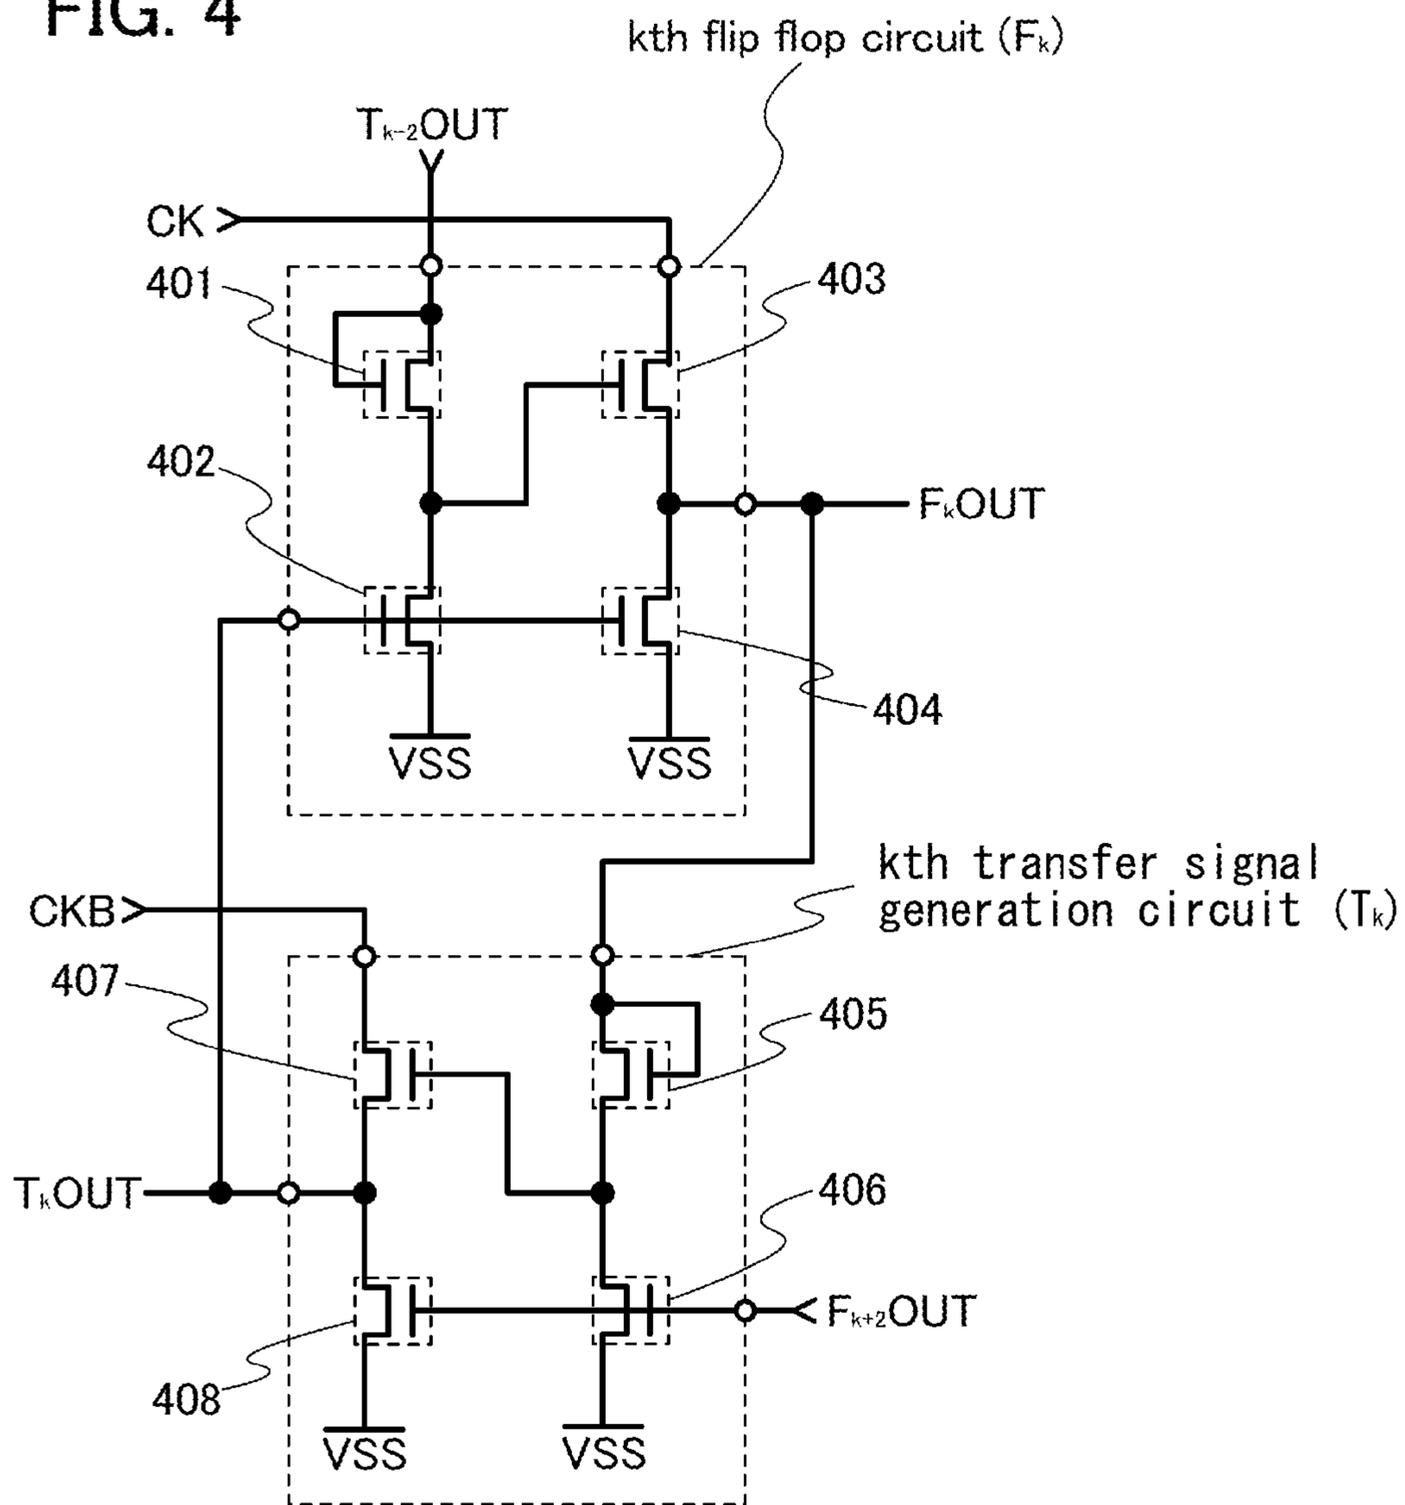 FIG. 4
kth flip flop circuit (Fk)
Tk-2OUT
CK
401
403
402
FkOUT
404
VSS
VSS
kth transfer signal
generation circuit (Tk)
CKB
407
405
TkOUT
406
Fk+2OUT
408
VSS
VSS